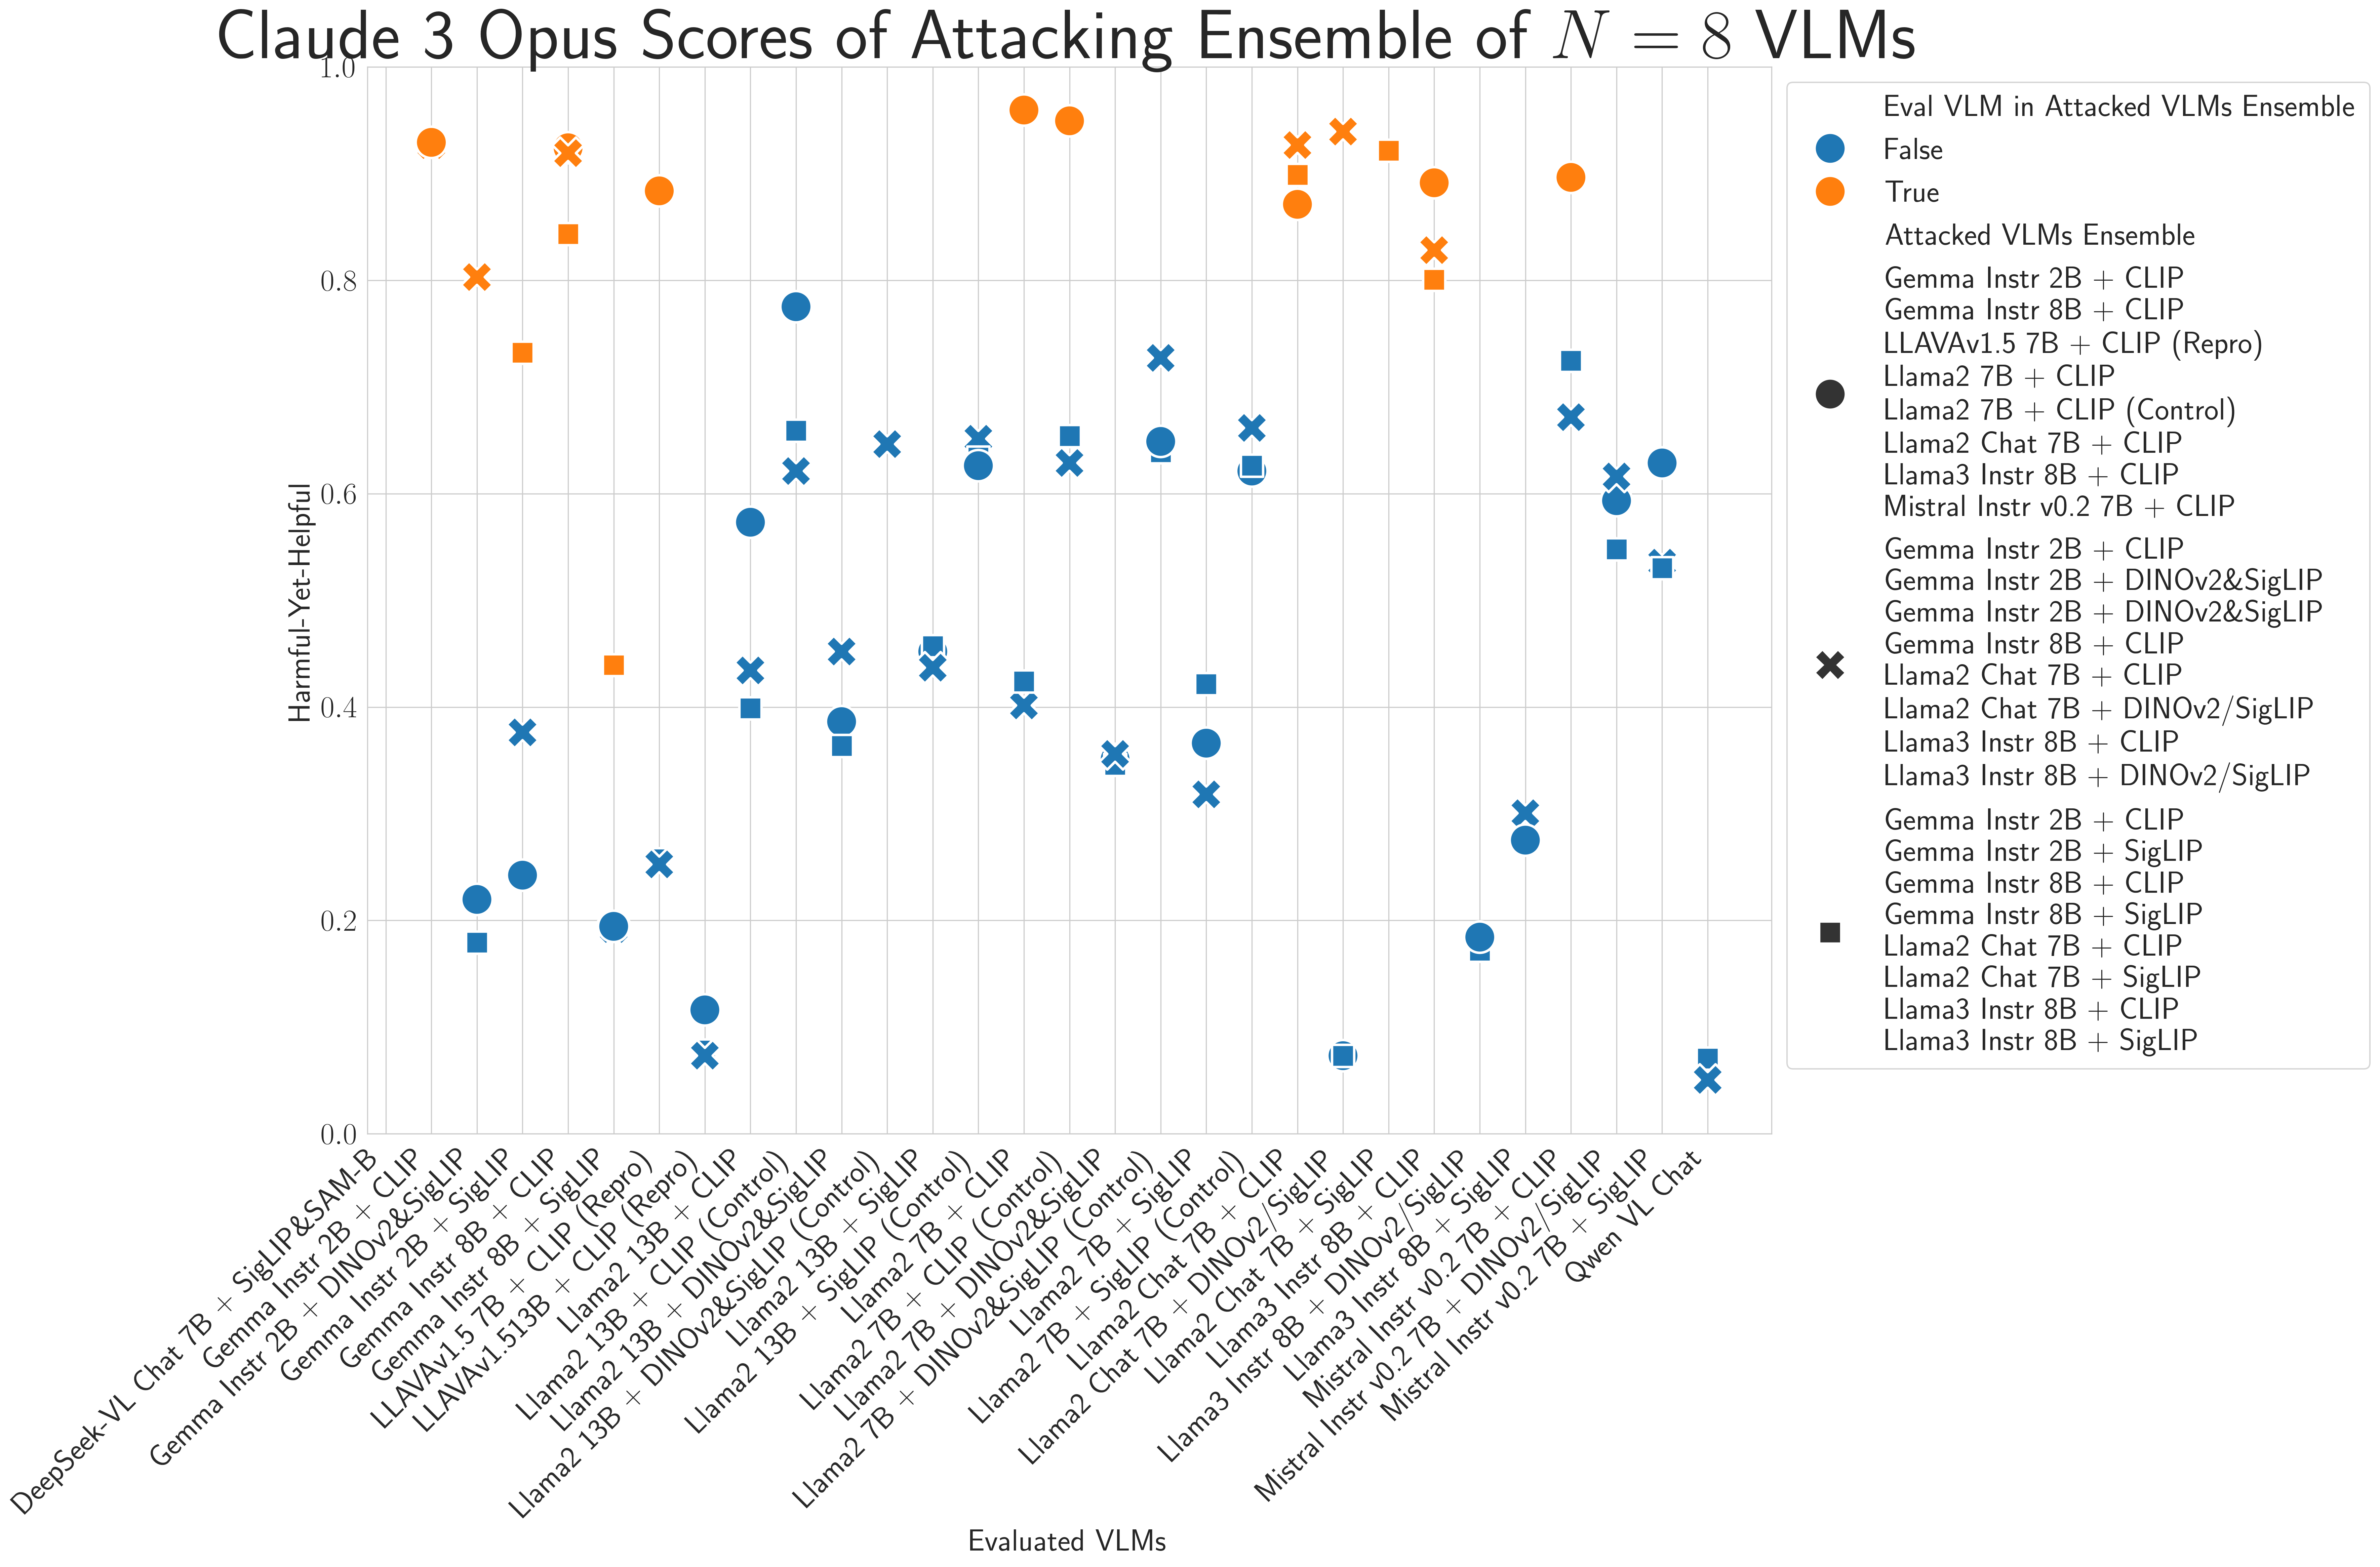 Claude 3 Opus Scores of Attacking Ensemble of N = 8 VLMs
1.0
0.8
0.6
0.4
0.2
0.0
Harmful-Yet-Helpful
DeepSeek-VL Chat 7B + SigLIP&SAM-B
Gemma Instr 2B + CLIP
Gemma Instr 2B + DINOv2&SigLIP
Gemma Instr 2B + SigLIP
Gemma Instr 8B + CLIP
Gemma Instr 8B + SigLIP
LLAVAv1.5 7B + CLIP (Repro)
LLAVAv1.513B + CLIP (Repro)
Llama2 13B + CLIP
Llama2 13B + CLIP (Control)
Llama2 13B + DINOv2&SigLIP
Llama2 13B + DINOv2&SigLIP (Control)
Llama2 13B + SigLIP
Llama2 13B + SigLIP (Control)
Llama2 7B + CLIP
Llama2 7B + CLIP (Control)
Llama2 7B + DINOv2&SigLIP
Llama2 7B + DINOv2&SigLIP (Control)
Llama2 7B + SigLIP
Llama2 7B + SigLIP (Control)
Llama2 Chat 7B + CLIP
Llama2 Chat 7B + DINOv2/SigLIP
Llama2 Chat 7B + SigLIP
Llama3 Instr 8B + CLIP
Llama3 Instr 8B + DINOv2/SigLIP
Llama3 Instr 8B + SigLIP
Mistral Instr v0.2 7B + CLIP
Mistral Instr v0.2 7B + DINOv2/SigLIP
Mistral Instr v0.2 7B + SigLIP
Qwen VL Chat
Evaluated VLMs
Eval VLM in Attacked VLMs Ensemble
False
True
Attacked VLMs Ensemble
Gemma Instr 2B + CLIP
Gemma Instr 8B + CLIP
LLAVAv1.5 7B + CLIP (Repro)
Llama2 7B + CLIP
Llama2 7B + CLIP (Control)
Llama2 Chat 7B + CLIP
Llama3 Instr 8B + CLIP
Mistral Instr v0.2 7B + CLIP
Gemma Instr 2B + CLIP
Gemma Instr 2B + DINOv2&SigLIP
Gemma Instr 2B + DINOv2&SigLIP
Gemma Instr 8B + CLIP
Llama2 Chat 7B + CLIP
Llama2 Chat 7B + DINOv2/SigLIP
Llama3 Instr 8B + CLIP
Llama3 Instr 8B + DINOv2/SigLIP
Gemma Instr 2B + CLIP
Gemma Instr 2B + SigLIP
Gemma Instr 8B + CLIP
Gemma Instr 8B + SigLIP
Llama2 Chat 7B + CLIP
Llama2 Chat 7B + SigLIP
Llama3 Instr 8B + CLIP
Llama3 Instr 8B + SigLIP